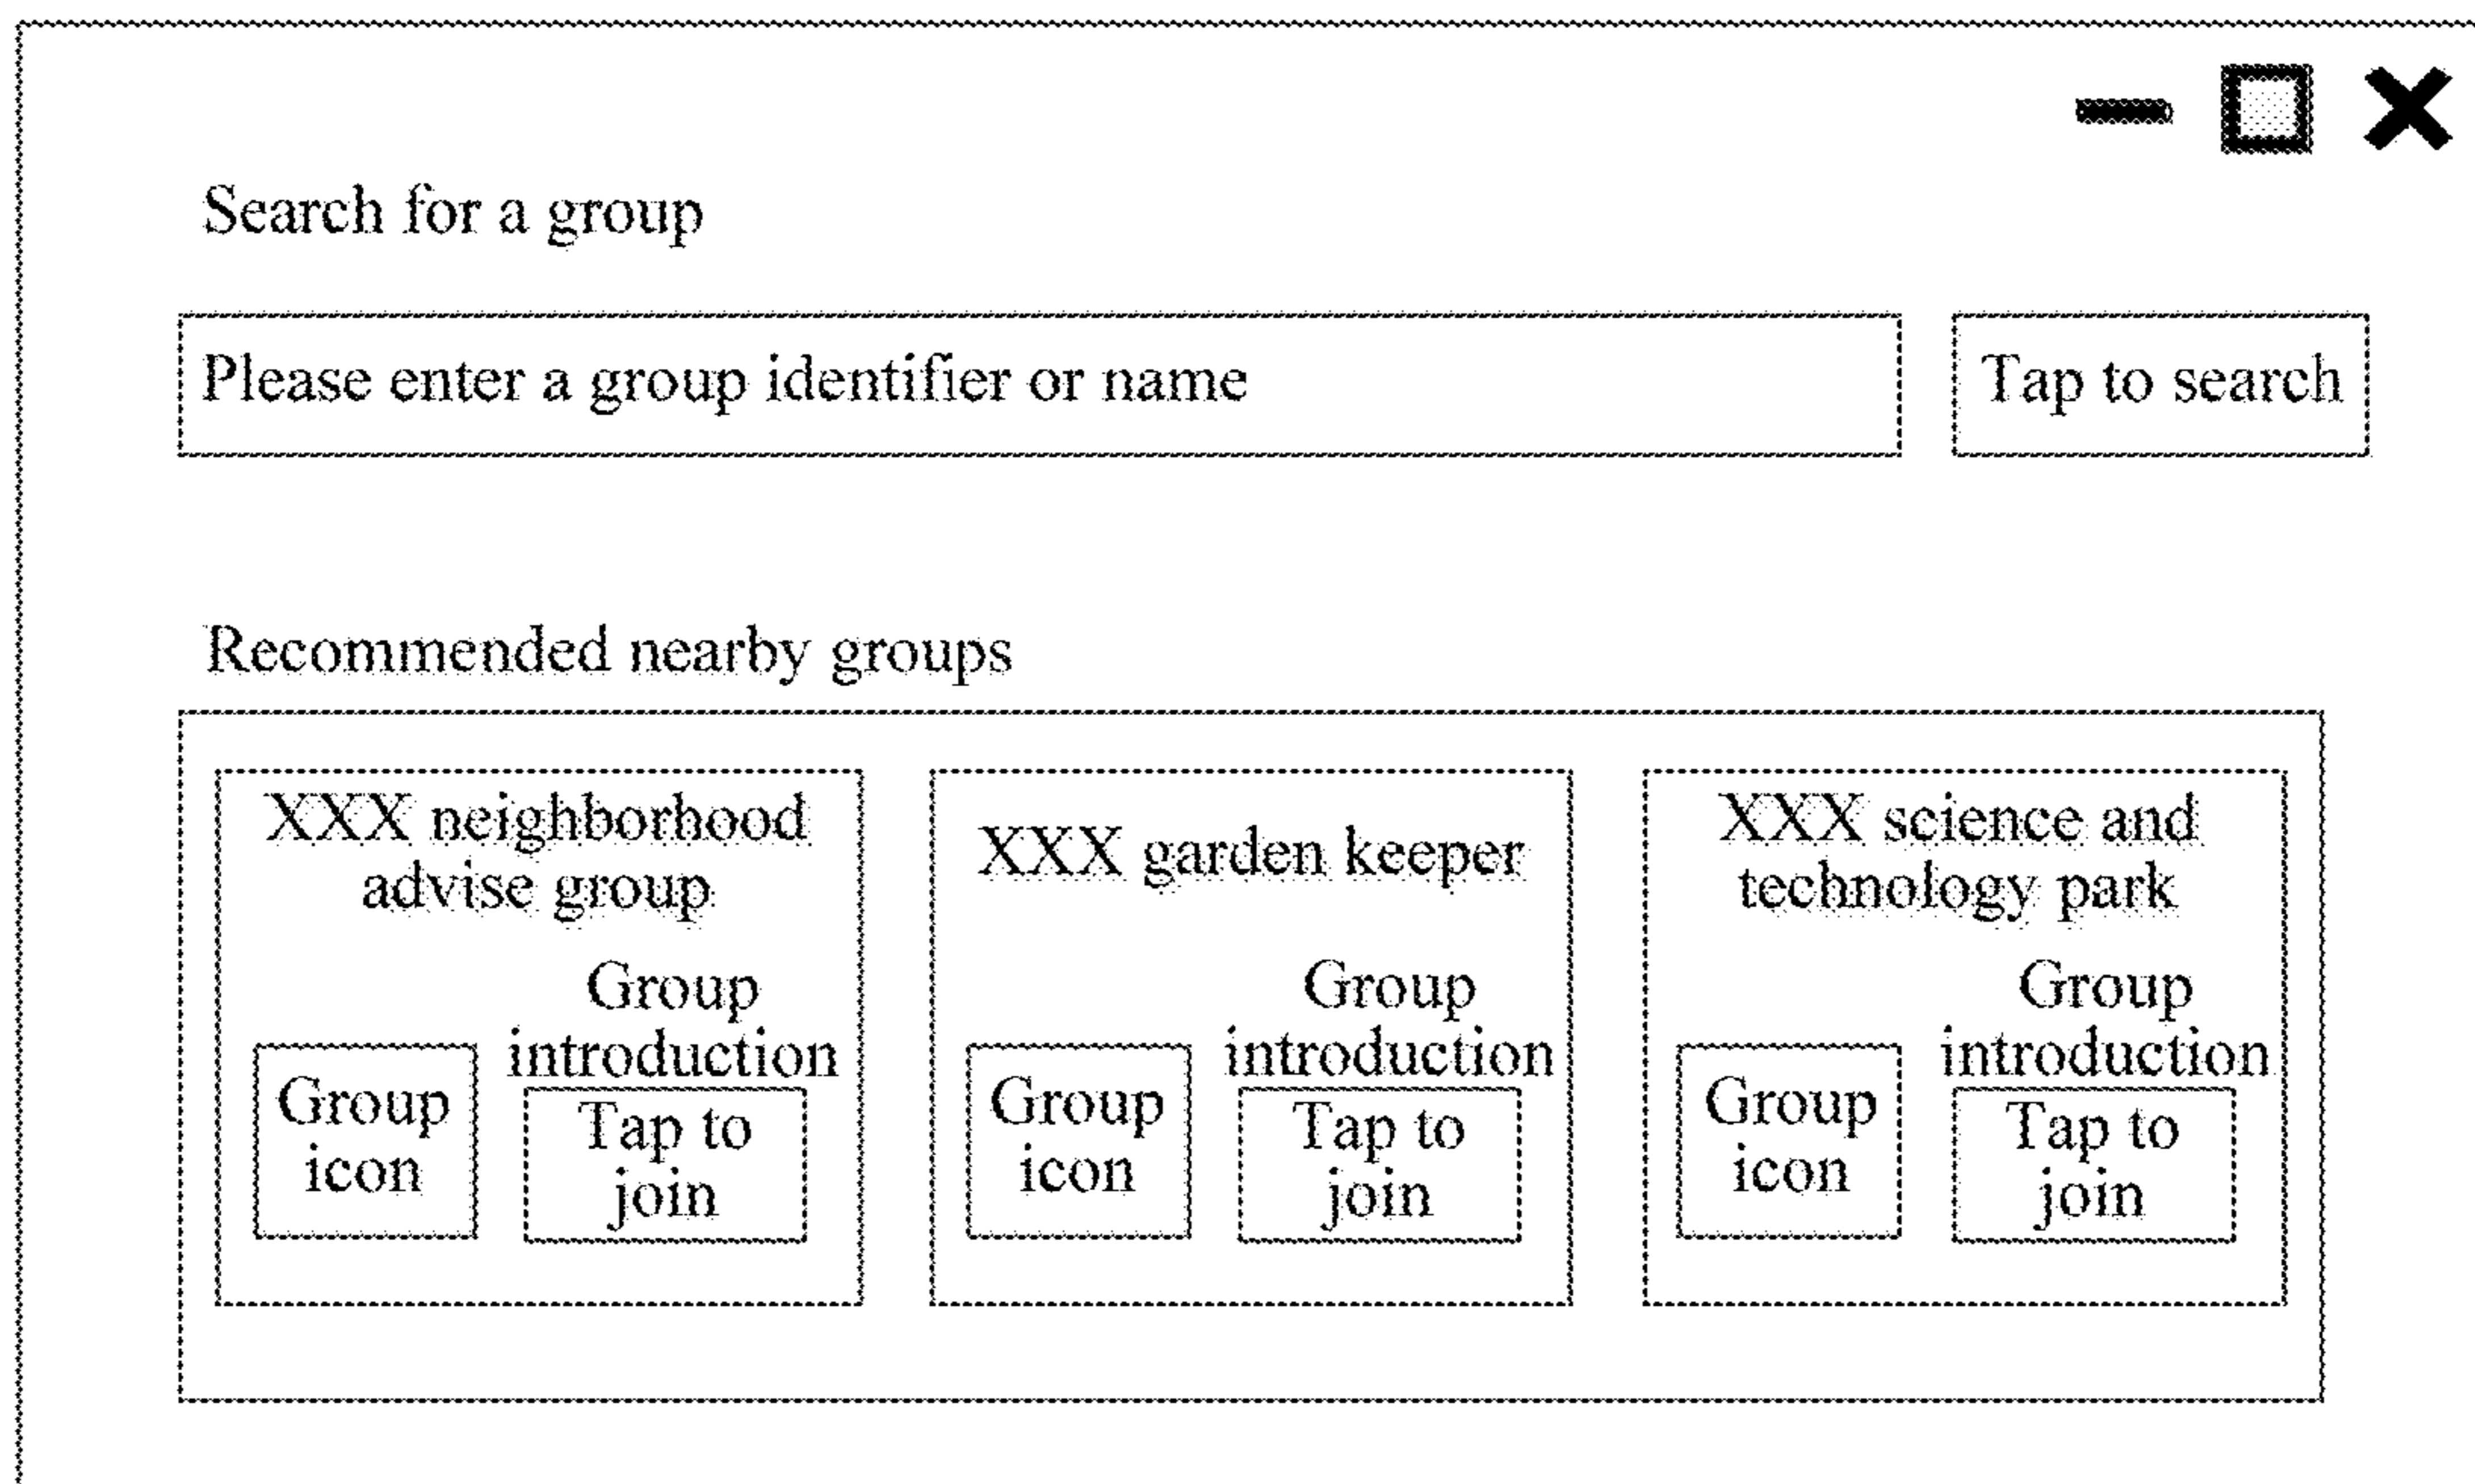 Search for a group
Please enter a group identifier or name
Tap to search
Recommended nearby groups
XXX neighborhood
advise group
Group
introduction
Group
icon
Tap to
join
XXX garden keeper
Group
introduction
Group
icon
Tap to
join
XXX science and
technology park
Group
introduction
Group
icon
Tap to
join